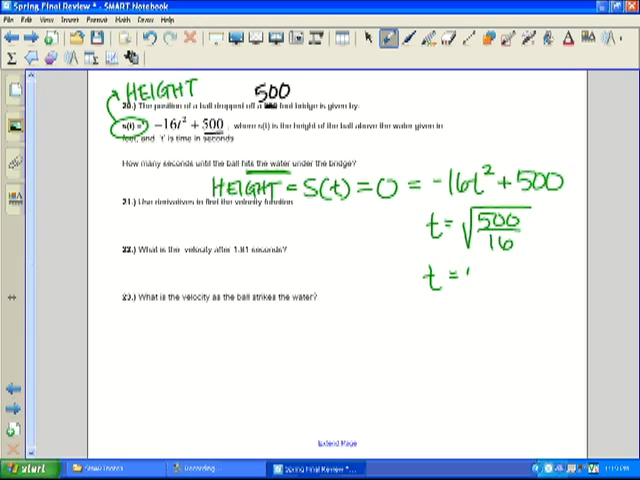 Spring Final Review * - SMART Notebook
File Edit View Insert Format Draw Help
HEIGHT
500
20.) The position of a ball dropped off a foot bridge is given by:
s(t) = -16t² + 500, where s(t) is the height of the ball above the water given in
feet, and 't' is time in seconds
How many seconds until the ball hits the water under the bridge?
HEIGHT = S(t) = 0 = -16t² + 500
21.) Use derivatives to find the velocity function
t = √(500/16)
22.) What is the velocity after 1.81 seconds?
t =
23.) What is the velocity as the ball strikes the water?
Extend Page
start
Recording...
Spring Final Review *...